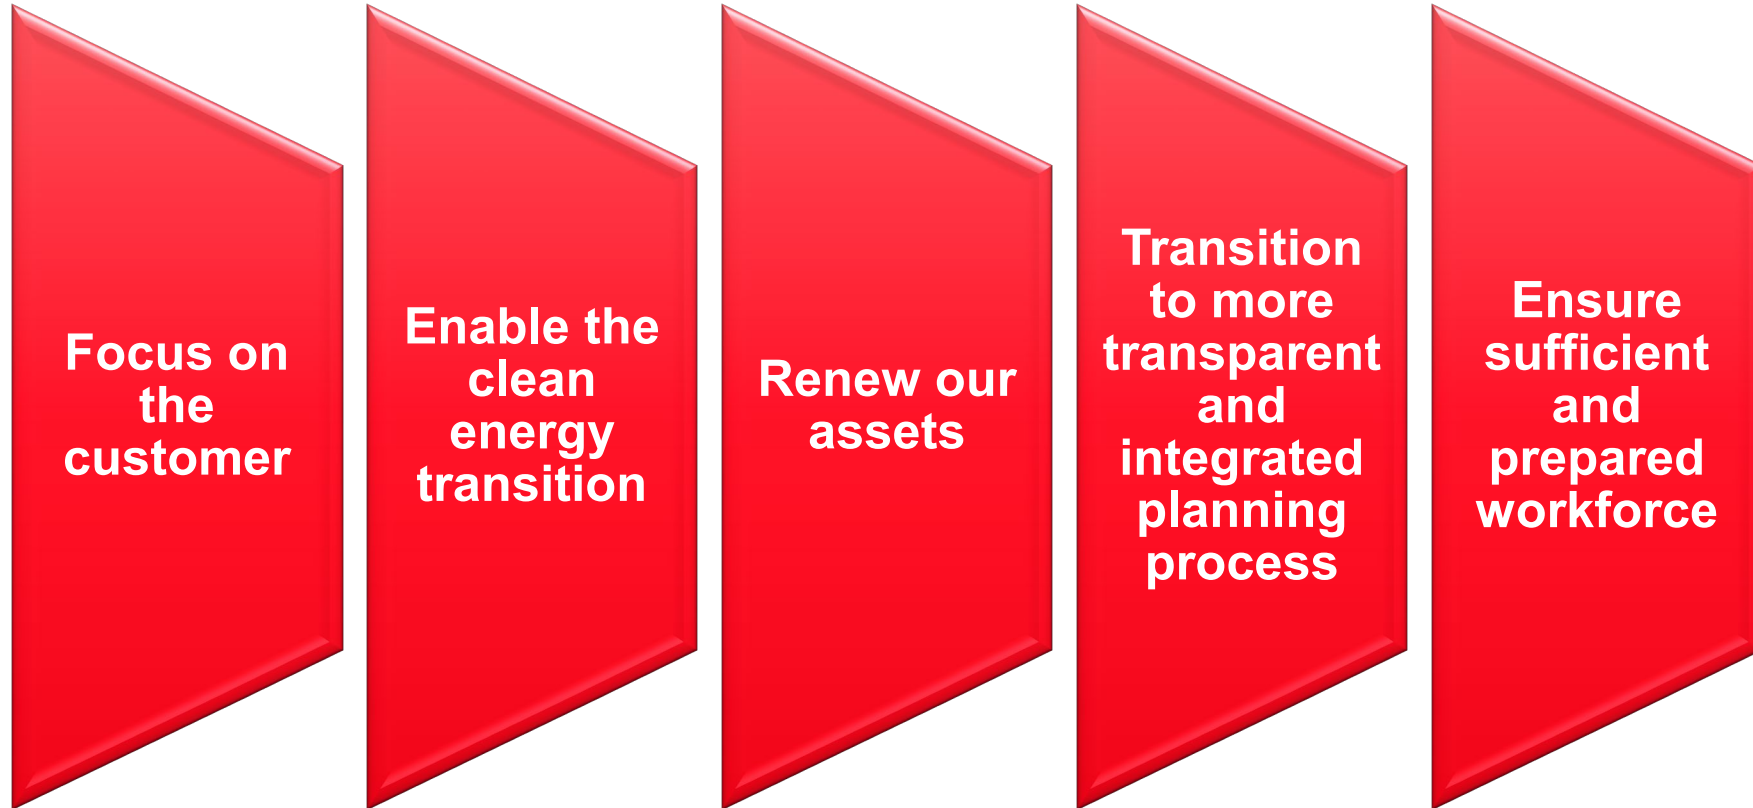 Focus on
the
customer
Enable the
clean
energy
transition
Renew our
assets
Transition
to more
transparent
and
integrated
planning
process
Ensure
sufficient
and
prepared
workforce